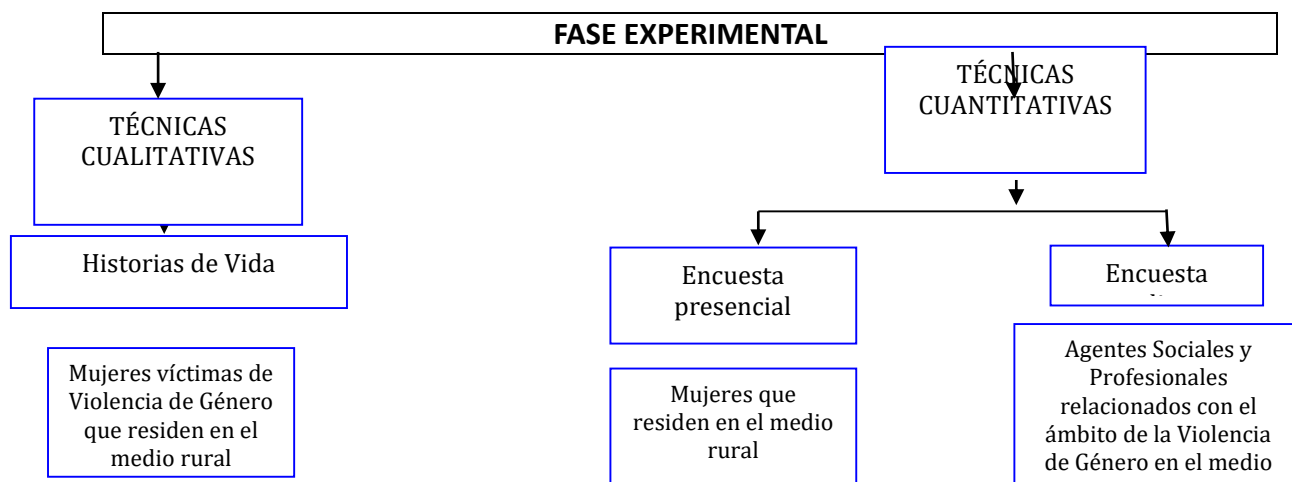 FASE EXPERIMENTAL
TÉCNICAS
CUALITATIVAS
TÉCNICAS
CUANTITATIVAS
Historias de Vida
Encuesta
presencial
Encuesta
Mujeres víctimas de
Violencia de Género
que residen en el
medio rural
Mujeres que
residen en el medio
rural
Agentes Sociales y
Profesionales
relacionados con el
ámbito de la Violencia
de Género en el medio